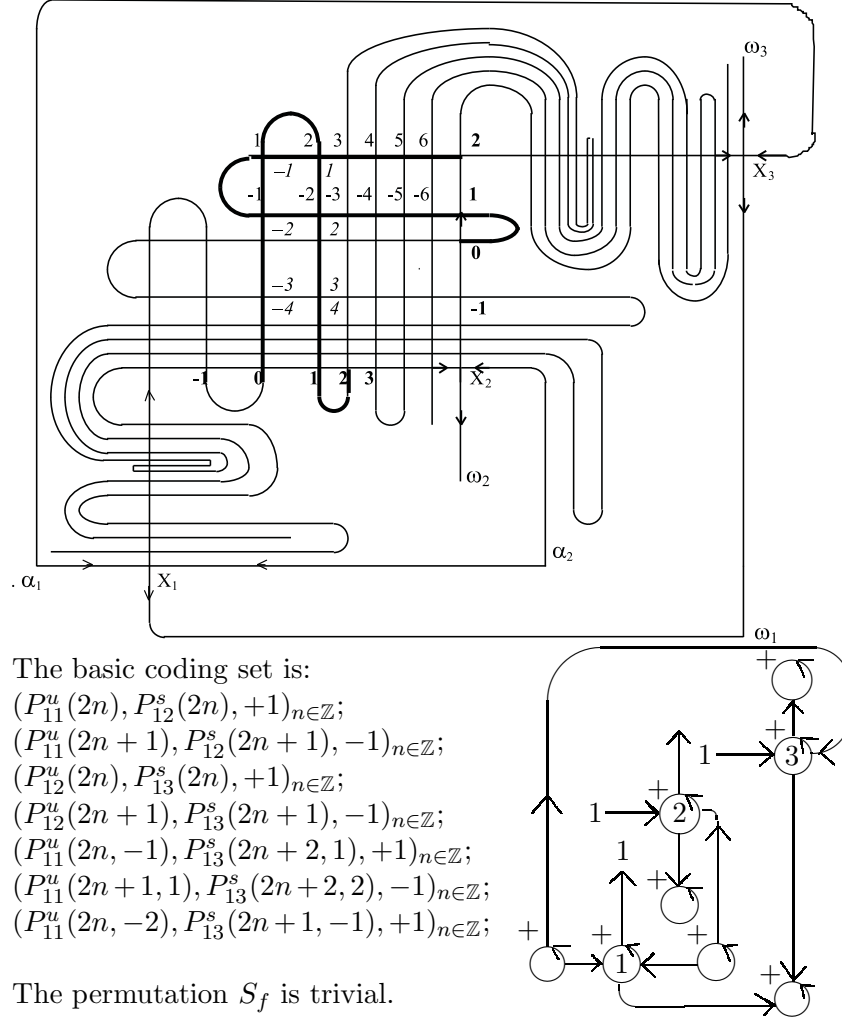 ω₃
1 2 3 4 5 6 2
–1 1
X₃
-1 -2 -3 -4 -5 -6 1
–2 2
0
–3 3
–4 4 -1
-1 0 1 2 3 X₂
ω₂
. α₁ X₁ α₂
ω₁
The basic coding set is:
(P^u_{11}(2n), P^s_{12}(2n), +1)_{n∈ℤ};
(P^u_{11}(2n + 1), P^s_{12}(2n + 1), −1)_{n∈ℤ};
(P^u_{12}(2n), P^s_{13}(2n), +1)_{n∈ℤ};
(P^u_{12}(2n + 1), P^s_{13}(2n + 1), −1)_{n∈ℤ};
(P^u_{11}(2n, −1), P^s_{13}(2n + 2, 1), +1)_{n∈ℤ};
(P^u_{11}(2n + 1, 1), P^s_{13}(2n + 2, 2), −1)_{n∈ℤ};
(P^u_{11}(2n, −2), P^s_{13}(2n + 1, −1), +1)_{n∈ℤ};
The permutation S_f is trivial.
+
+
1 3
+
1 2
1
+
+ + +
1
+